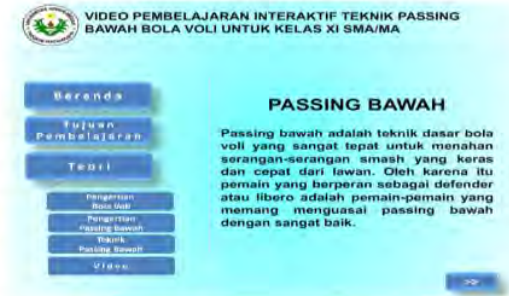 VIDEO PEMBELAJARAN INTERAKTIF TEKNIK PASSING
BAWAH BOLA VOLI UNTUK KELAS XI SMA/MA
Beranda
Tujuan
Pembelajaran
Teori
Pengertian
Bola Voli
Pengertian
Passing Bawah
Teknik
Passing Bawah
Video
PASSING BAWAH
Passing bawah adalah teknik dasar bola
voli yang sangat tepat untuk menahan
serangan-serangan smash yang keras
dan cepat dari lawan. Oleh karena itu
pemain yang berperan sebagai defender
atau libero adalah pemain-pemain yang
memang menguasai passing bawah
dengan sangat baik.
>>